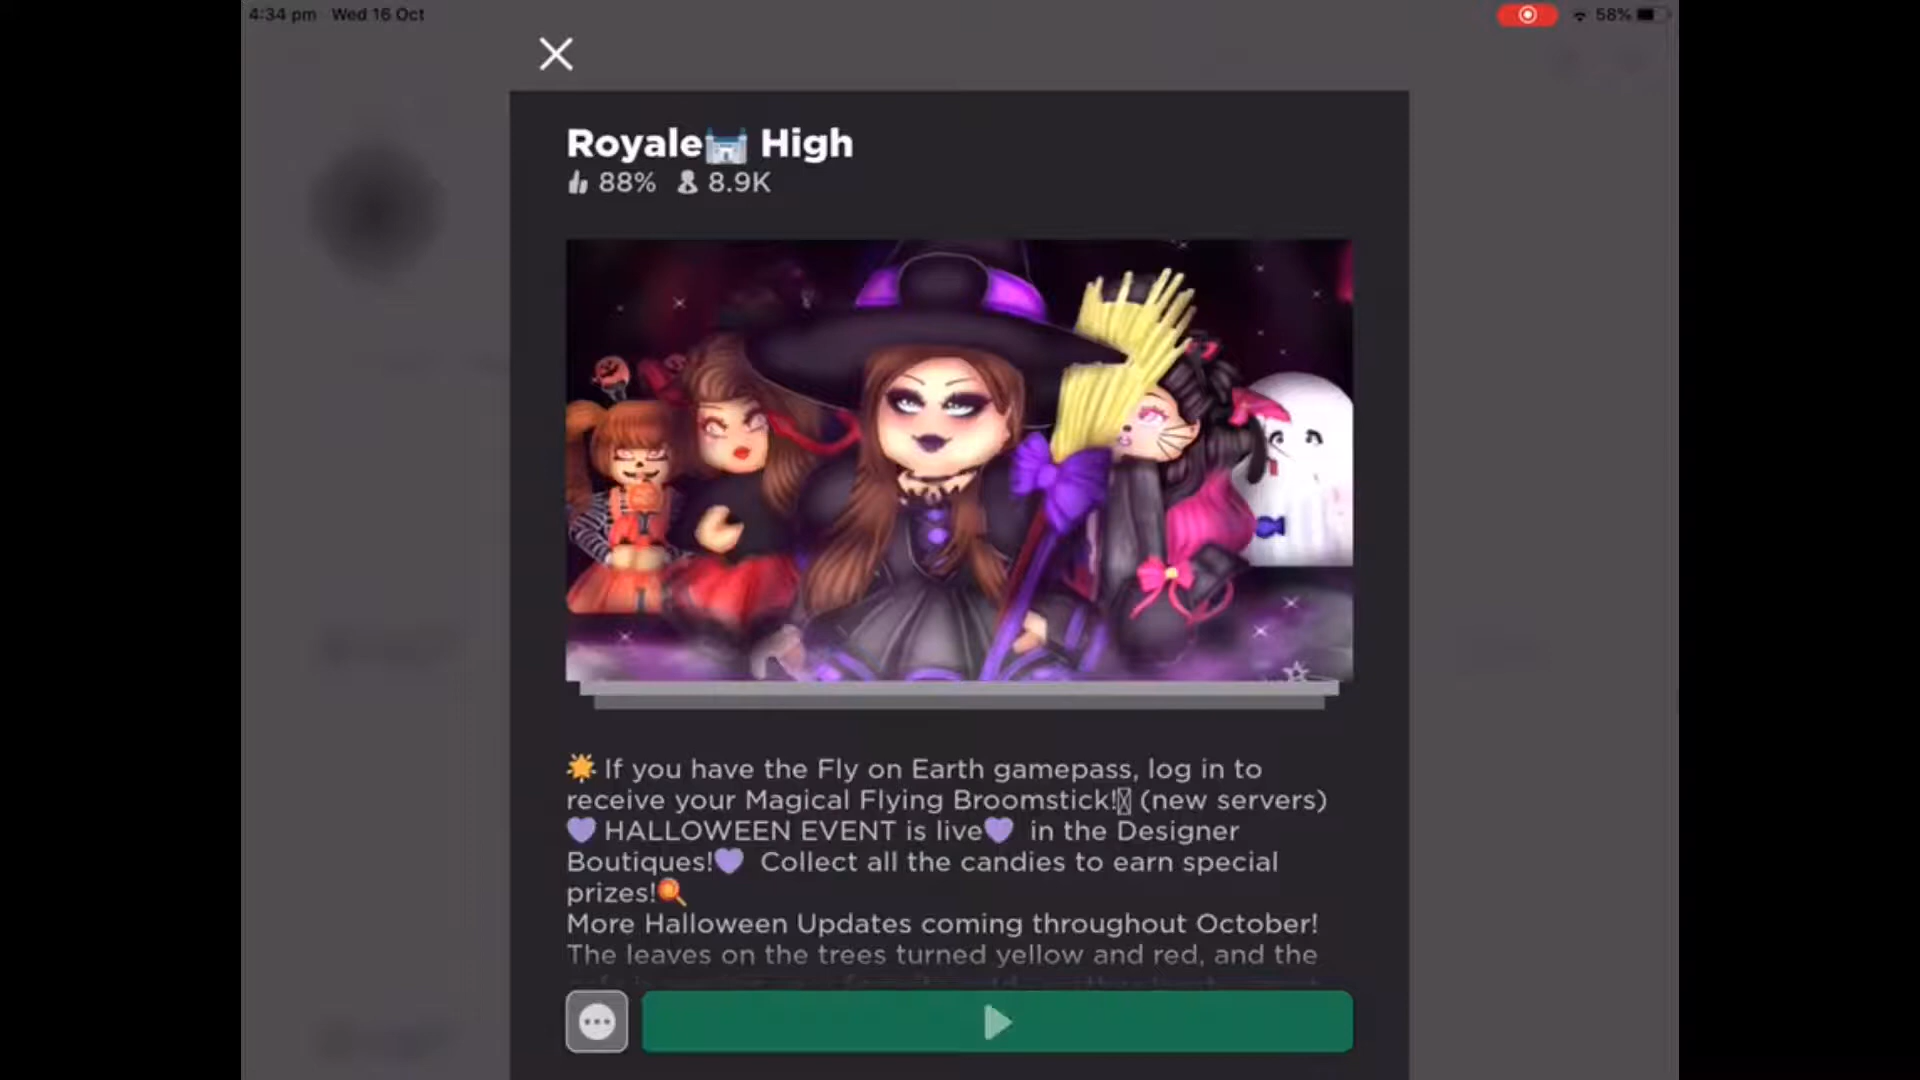 4:34 pm Wed 16 Oct
58%
Royale🏰 High
88% 8.9K
🌟 If you have the Fly on Earth gamepass, log in to
receive your Magical Flying Broomstick! (new servers)
💜 HALLOWEEN EVENT is live💜 in the Designer
Boutiques!💜 Collect all the candies to earn special
prizes!🍭
More Halloween Updates coming throughout October!
The leaves on the trees turned yellow and red, and the